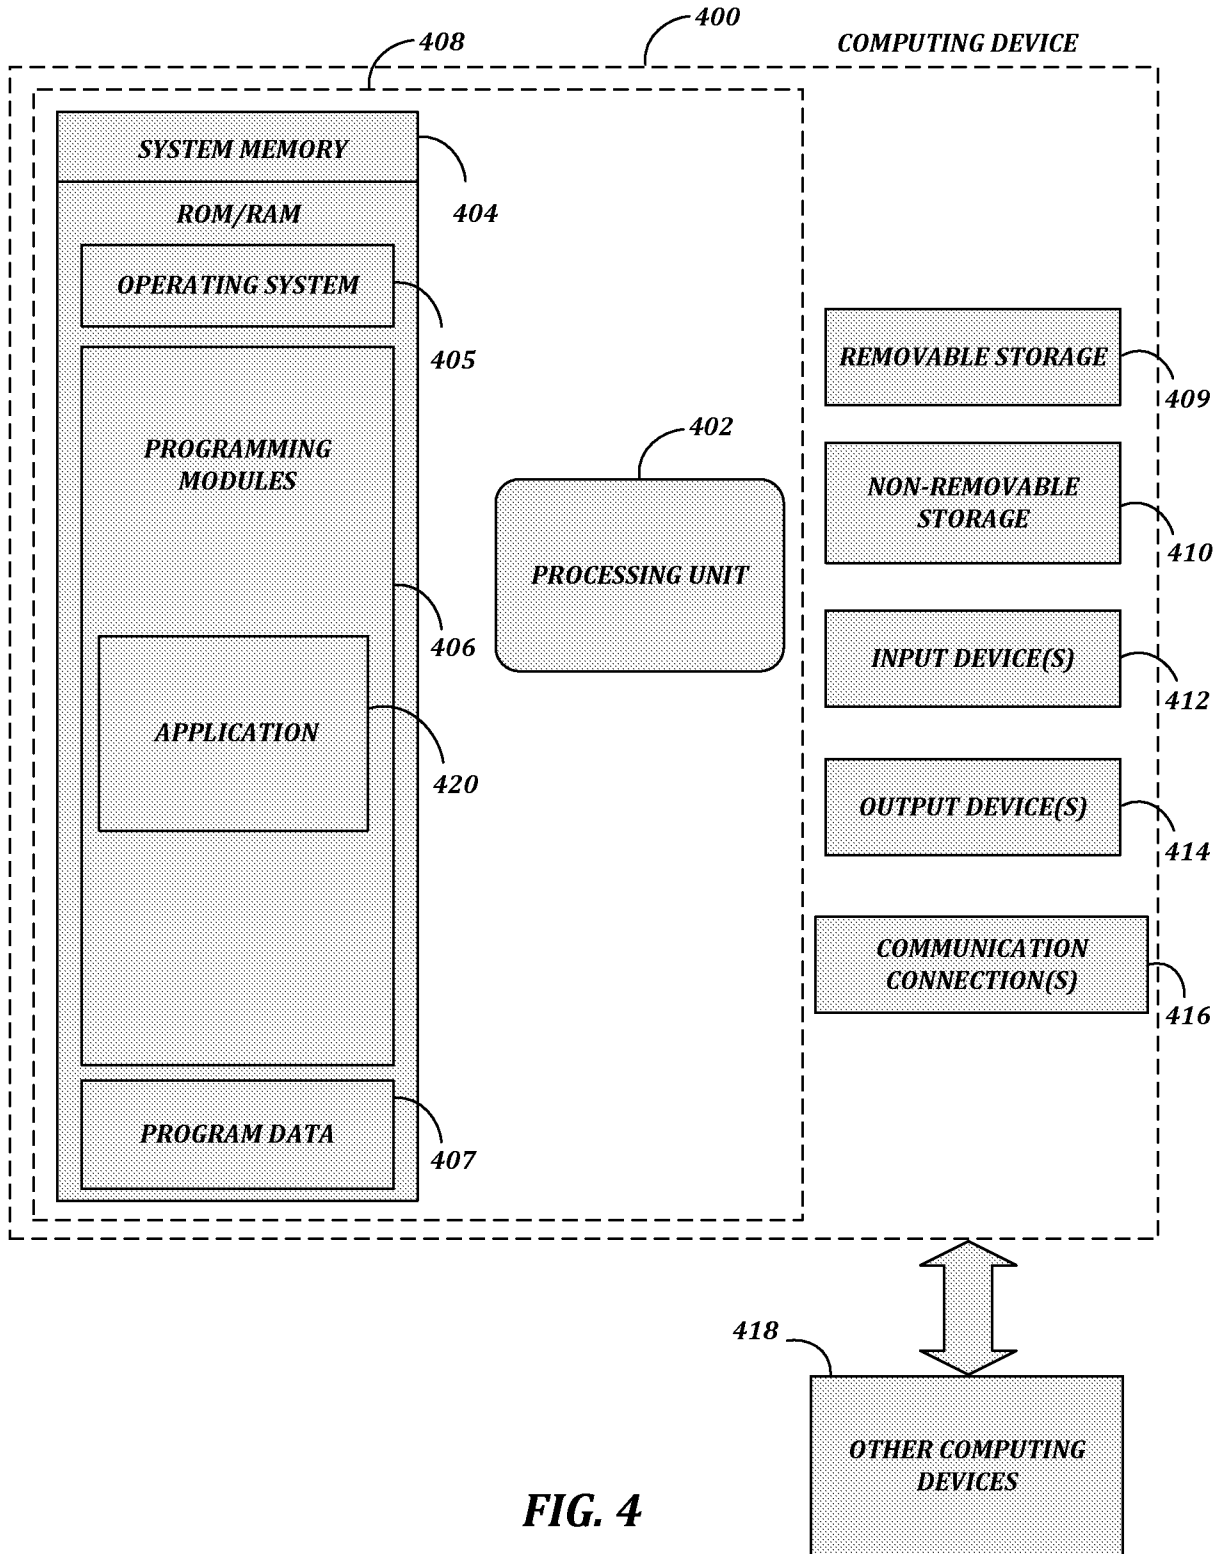 400
COMPUTING DEVICE
408
SYSTEM MEMORY
404
ROM/RAM
OPERATING SYSTEM
405
PROGRAMMING
MODULES
406
APPLICATION
420
PROGRAM DATA
407
402
PROCESSING UNIT
REMOVABLE STORAGE
409
NON-REMOVABLE
STORAGE
410
INPUT DEVICE(S)
412
OUTPUT DEVICE(S)
414
COMMUNICATION
CONNECTION(S)
416
418
OTHER COMPUTING
DEVICES
FIG. 4